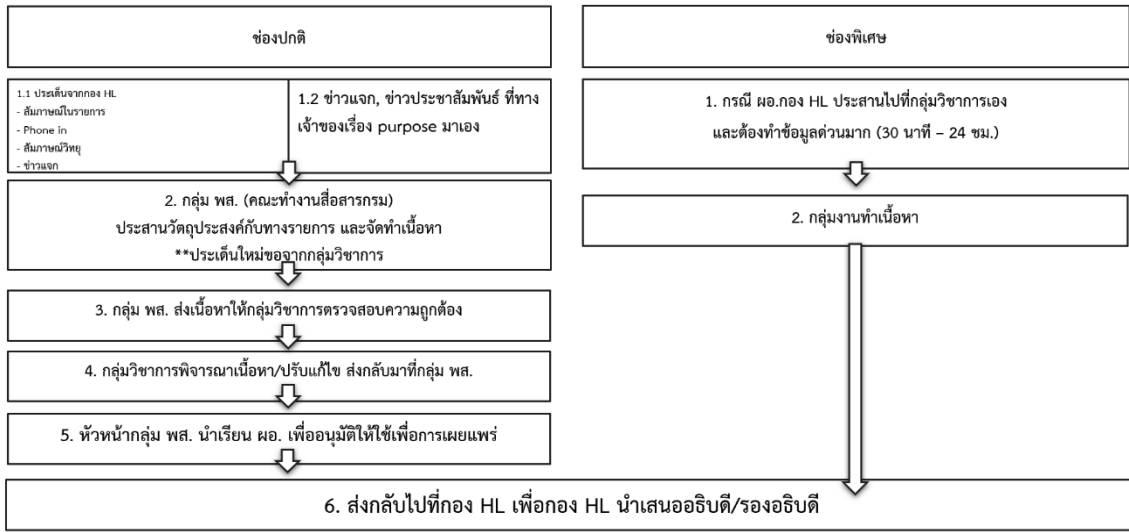 ช่องปกติ
1.1 ประเด็นจากกอง HL
- สัมภาษณ์ในรายการ
- Phone in
- สัมภาษณ์วิทยุ
- ข่าวแจก
1.2 ข่าวแจก, ข่าวประชาสัมพันธ์ ที่ทาง
เจ้าของเรื่อง purpose มาเอง
2. กลุ่ม พส. (คณะทำงานสื่อสารกรม)
ประสานวัตถุประสงค์กับทางรายการ และจัดทำเนื้อหา
**ประเด็นใหม่ขอจากกลุ่มวิชาการ
3. กลุ่ม พส. ส่งเนื้อหาให้กลุ่มวิชาการตรวจสอบความถูกต้อง
4. กลุ่มวิชาการพิจารณาเนื้อหา/ปรับแก้ไข ส่งกลับมาที่กลุ่ม พส.
5. หัวหน้ากลุ่ม พส. นำเรียน ผอ. เพื่ออนุมัติให้ใช้เพื่อการเผยแพร่
ช่องพิเศษ
1. กรณี ผอ.กอง HL ประสานไปที่กลุ่มวิชาการเอง
และต้องทำข้อมูลด่วนมาก (30 นาที – 24 ชม.)
2. กลุ่มงานทำเนื้อหา
6. ส่งกลับไปที่กอง HL เพื่อกอง HL นำเสนออธิบดี/รองอธิบดี